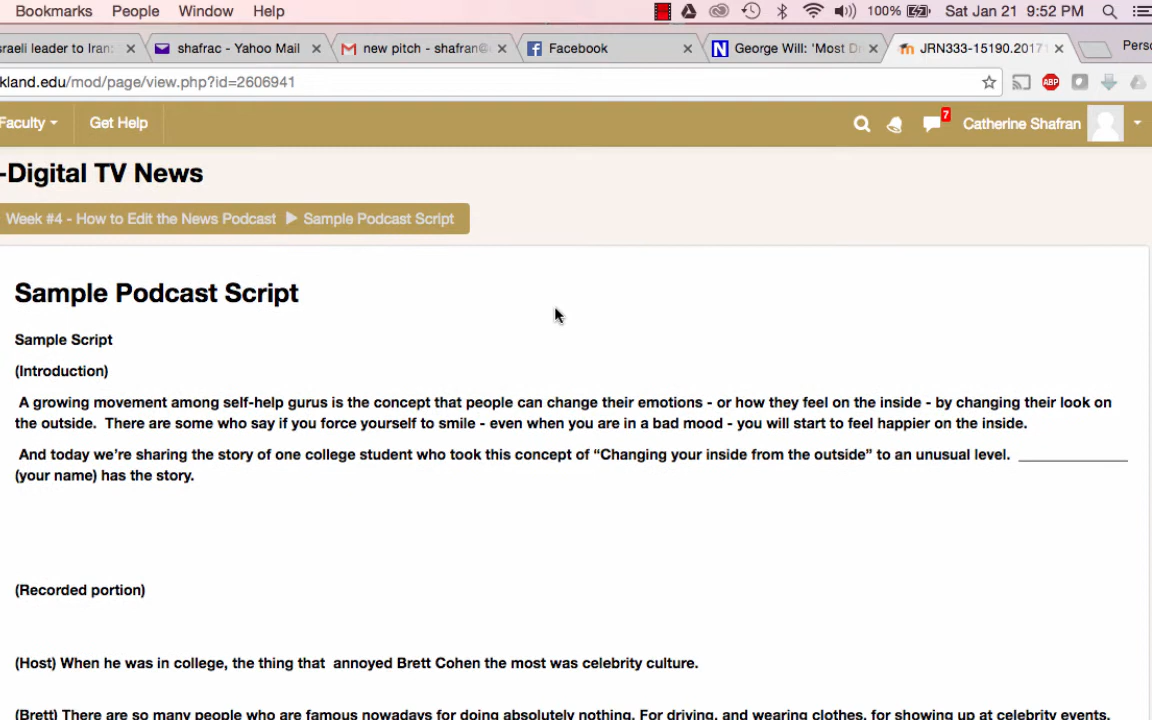 Bookmarks People Window Help 100% Sat Jan 21 9:52 PM
sraeli leader to Iran: shafrac - Yahoo Mail new pitch - shafran@ Facebook George Will: 'Most D JRN333-15190.20171 Perso
kland.edu/mod/page/view.php?id=2606941 ABP
Faculty Get Help 7 Catherine Shafran
-Digital TV News
Week #4 - How to Edit the News Podcast ▶ Sample Podcast Script
Sample Podcast Script
Sample Script
(Introduction)
A growing movement among self-help gurus is the concept that people can change their emotions - or how they feel on the inside - by changing their look on
the outside. There are some who say if you force yourself to smile - even when you are in a bad mood - you will start to feel happier on the inside.
And today we're sharing the story of one college student who took this concept of “Changing your inside from the outside” to an unusual level. ______________
(your name) has the story.
(Recorded portion)
(Host) When he was in college, the thing that annoyed Brett Cohen the most was celebrity culture.
(Brett) There are so many people who are famous nowadays for doing absolutely nothing. For driving, and wearing clothes, for showing up at celebrity events.